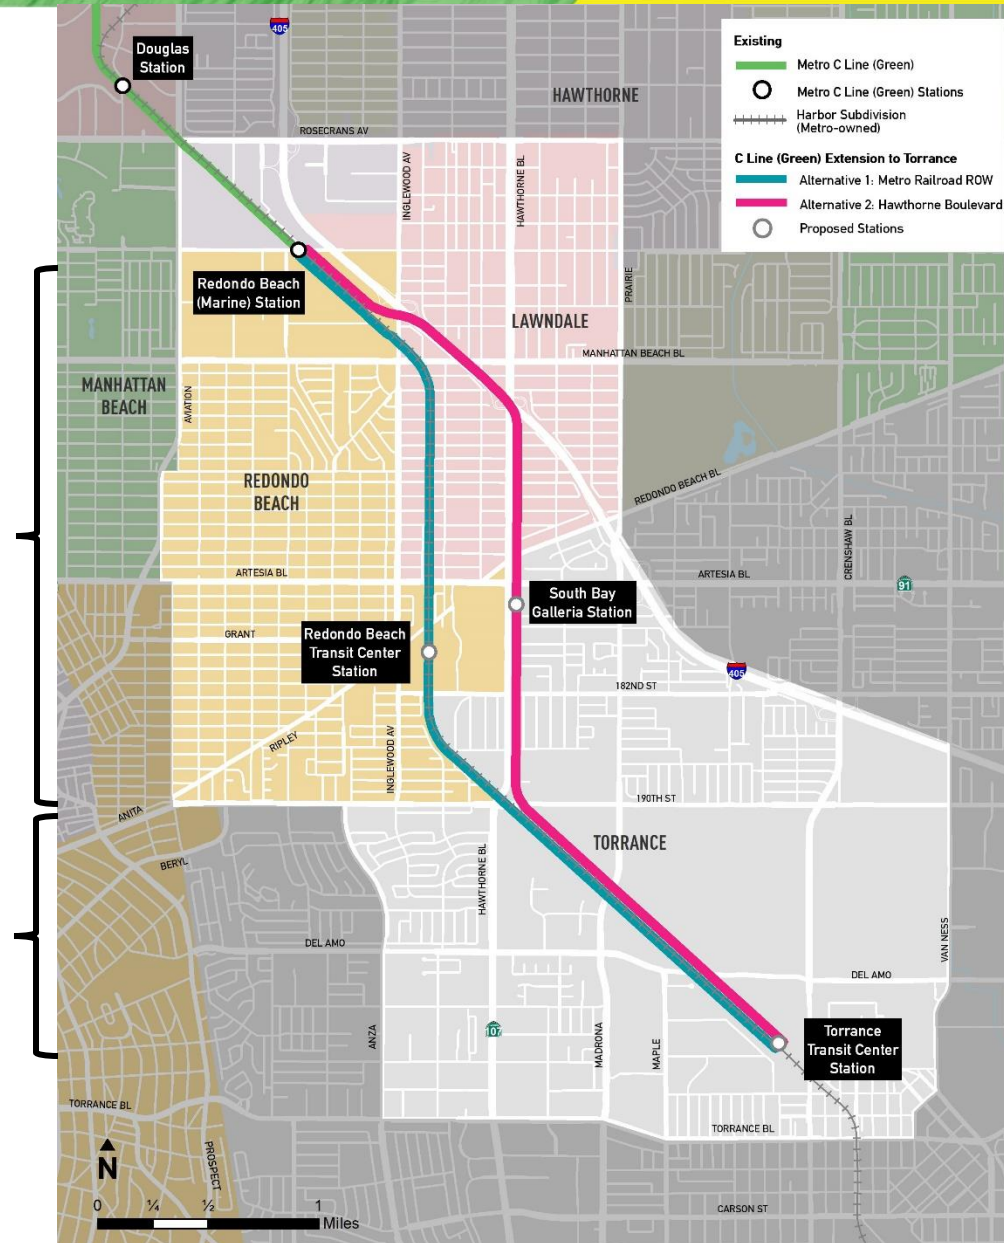 Existing
Metro C Line (Green)
Metro C Line (Green) Stations
Harbor Subdivision
(Metro-owned)
C Line (Green) Extension to Torrance
Alternative 1: Metro Railroad ROW
Alternative 2: Hawthorne Boulevard
Proposed Stations
405
Douglas
Station
HAWTHORNE
ROSECRANS AV
INGLEWOOD AV
HAWTHORNE BL
PRAIRIE
Redondo Beach
(Marine) Station
LAWNDALE
MANHATTAN BEACH BL
MANHATTAN
BEACH
AVIATION
REDONDO
BEACH
REDONDO BEACH BL
CRENSHAW BL
ARTESIA BL
ARTESIA BL
91
South Bay
Galleria Station
GRANT
Redondo Beach
Transit Center
Station
405
182ND ST
RIPLEY
INGLEWOOD AV
190TH ST
ANITA
TORRANCE
BERYL
HAWTHORNE BL
VAN NESS
DEL AMO
DEL AMO
ANZA
107
MADRONA
MAPLE
Torrance
Transit Center
Station
TORRANCE BL
TORRANCE BL
PROSPECT
N
0 ¼ ½ 1
Miles
CARSON ST